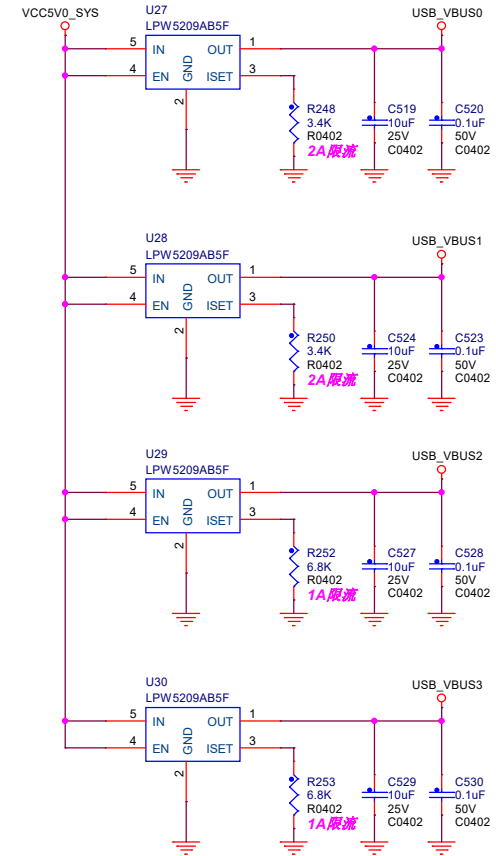 VCC5V0_SYS
U27
LPW5209AB5F
USB_VBUS0
5 IN OUT 1
4 EN ISET 3
GND
2
R248
3.4K
R0402
2A限流
C519
10uF
25V
C0402
C520
0.1uF
50V
C0402
U28
LPW5209AB5F
USB_VBUS1
5 IN OUT 1
4 EN ISET 3
GND
2
R250
3.4K
R0402
2A限流
C524
10uF
25V
C0402
C523
0.1uF
50V
C0402
U29
LPW5209AB5F
USB_VBUS2
5 IN OUT 1
4 EN ISET 3
GND
2
R252
6.8K
R0402
1A限流
C527
10uF
25V
C0402
C528
0.1uF
50V
C0402
U30
LPW5209AB5F
USB_VBUS3
5 IN OUT 1
4 EN ISET 3
GND
2
R253
6.8K
R0402
1A限流
C529
10uF
25V
C0402
C530
0.1uF
50V
C0402